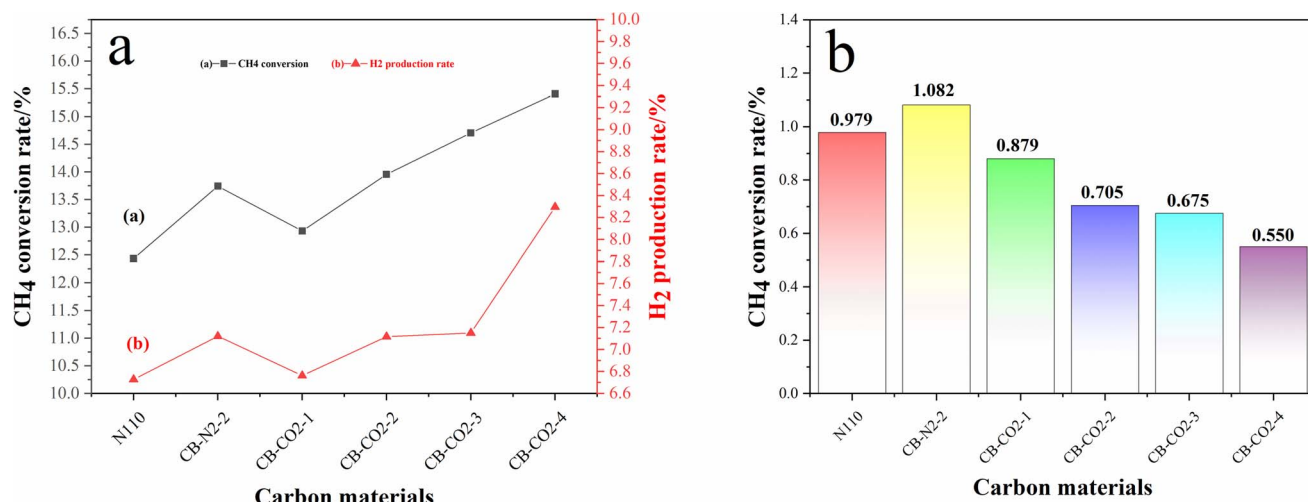 a
(a) CH4 conversion
(b) H2 production rate
CH4 conversion rate/%
16.5
16.0
15.5
15.0
14.5
14.0
13.5
13.0
12.5
12.0
11.5
11.0
10.5
10.0
(a)
(b)
10.0
9.8
9.6
9.4
9.2
9.0
8.8
8.6
8.4
8.2
8.0
7.8
7.6
7.4
7.2
7.0
6.8
6.6
H2 production rate/%
N110
CB-N2-2
CB-CO2-1
CB-CO2-2
CB-CO2-3
CB-CO2-4
Carbon materials
b
CH4 conversion rate/%
1.4
1.2
1.0
0.8
0.6
0.4
0.2
0.0
0.979
1.082
0.879
0.705
0.675
0.550
N110
CB-N2-2
CB-CO2-1
CB-CO2-2
CB-CO2-3
CB-CO2-4
Carbon materials